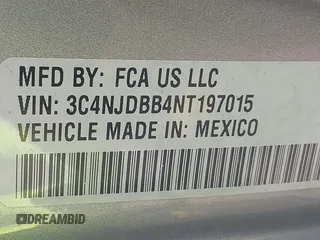 MFD BY: FCA US LLC
VIN: 3C4NJDBB4NT197015
VEHICLE MADE IN: MEXICO
DREAMBID